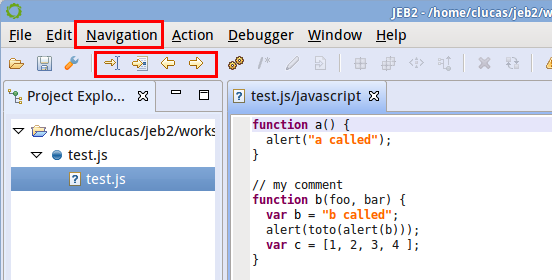 JEB2 - /home/clucas/jeb2/wo
File Edit Navigation Action Debugger Window Help
Project Explo...
test.js/javascript
/home/clucas/jeb2/works
test.js
test.js
function a() {
alert("a called");
}
// my comment
function b(foo, bar) {
var b = "b called";
alert(toto(alert(b)));
var c = [1, 2, 3, 4 ];
}